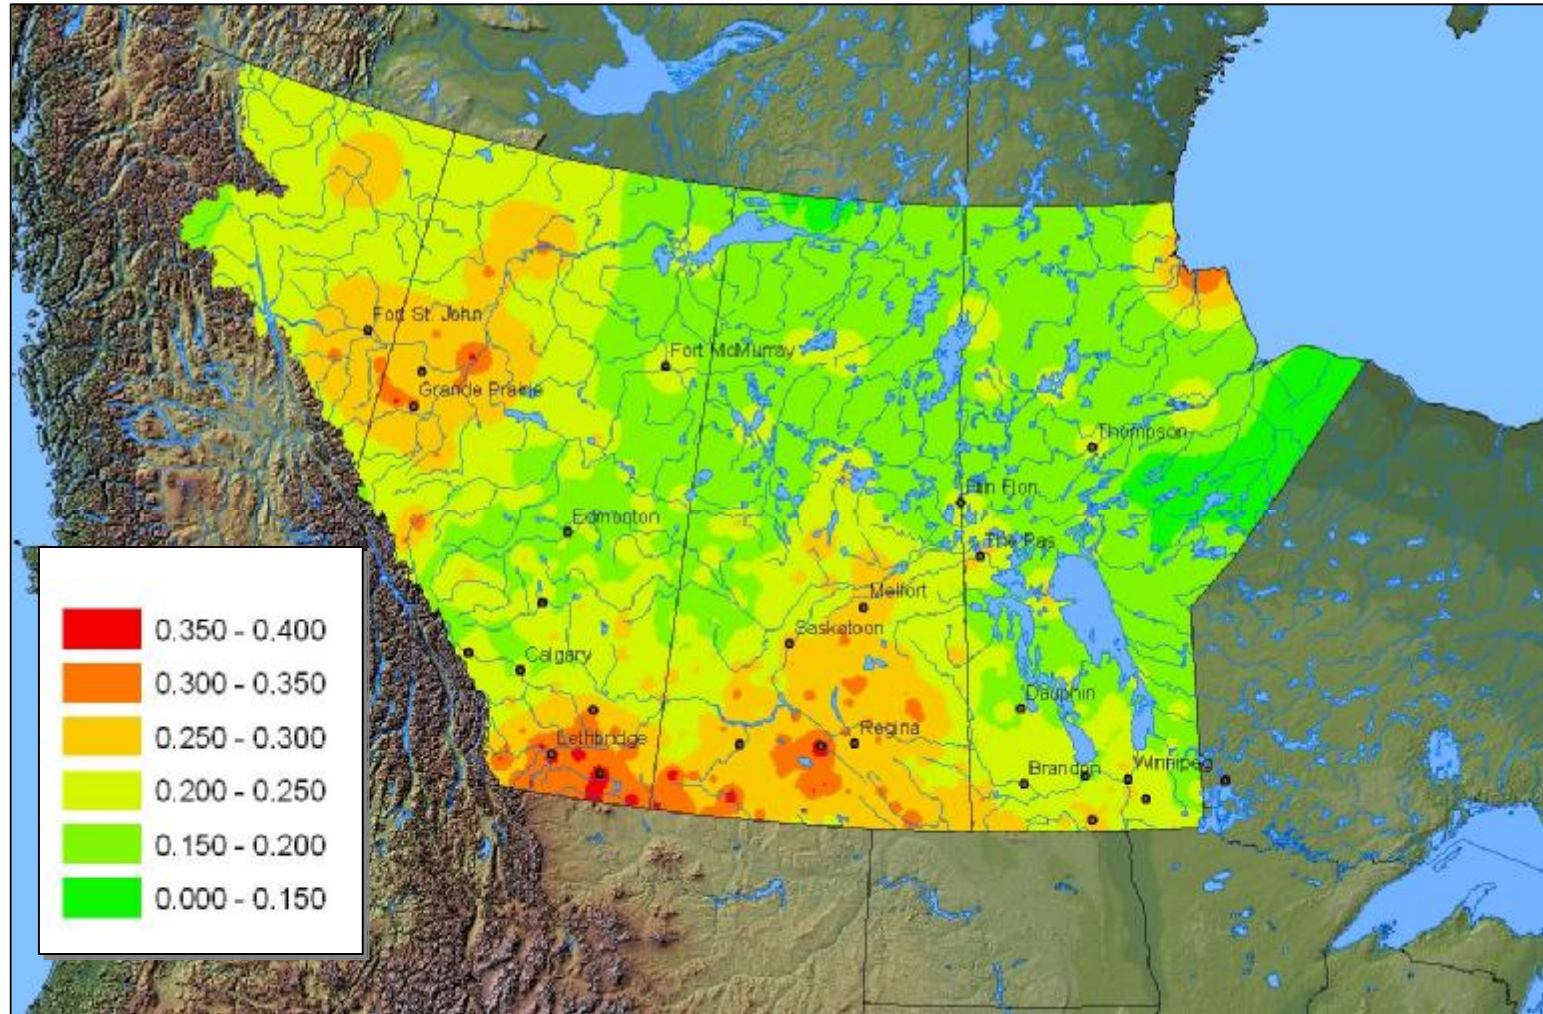 Fort St. John
Fort McMurray
Grande Prairie
Thompson
Flin Flon
Edmonton
The Pas
Melfort
Saskatoon
Calgary
Dauphin
Lethbridge
Regina
Brandon
Winnipeg
0.350 - 0.400
0.300 - 0.350
0.250 - 0.300
0.200 - 0.250
0.150 - 0.200
0.000 - 0.150